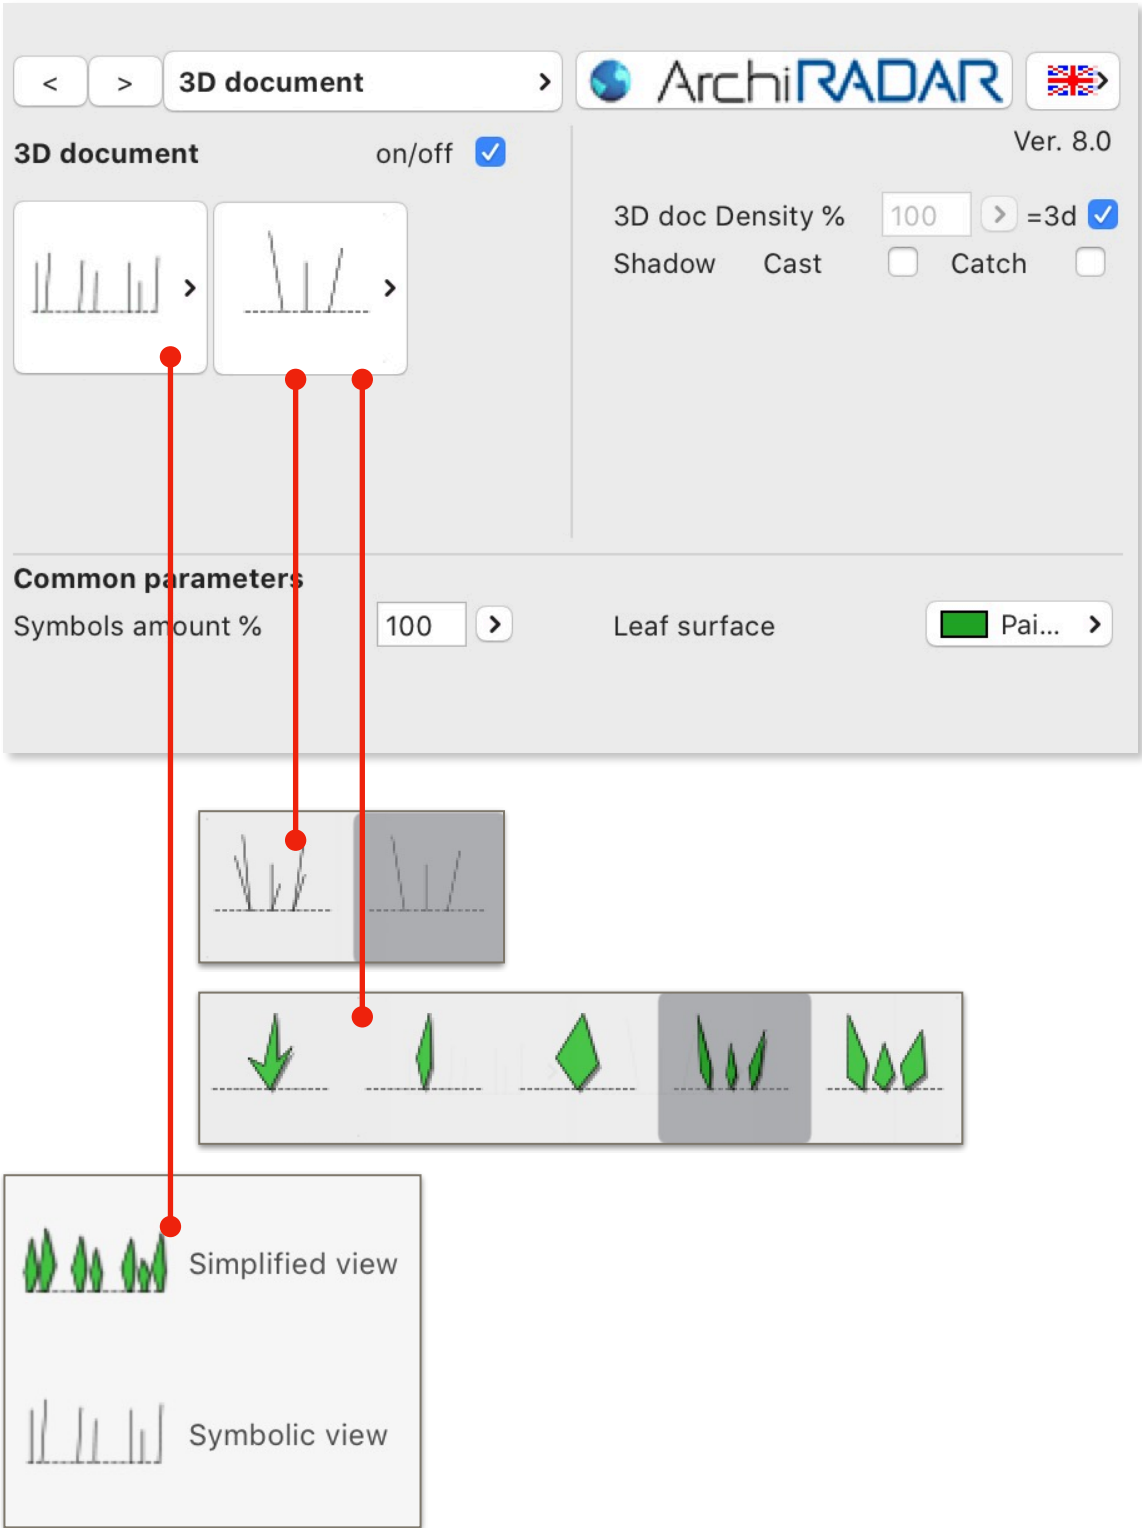 < > 3D document > ArchiRADAR >
Ver. 8.0
3D document on/off
3D doc Density % 100 > =3d
Shadow Cast Catch
Common parameters
Symbols amount % 100 > Leaf surface Pai... >
Simplified view
Symbolic view